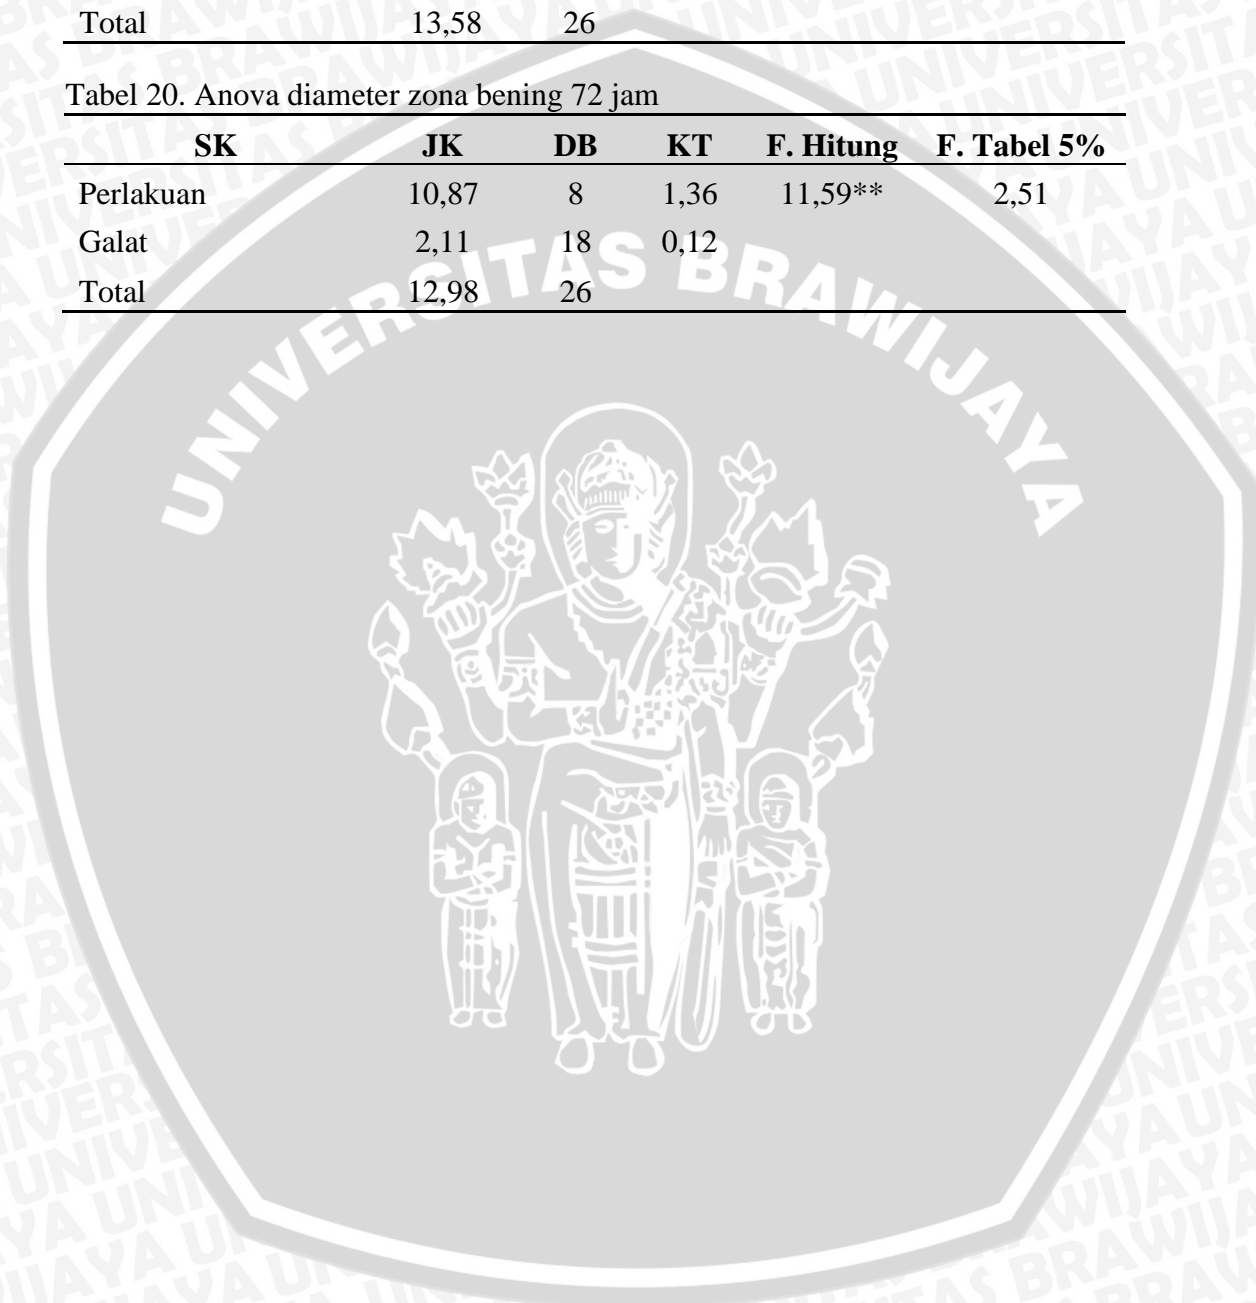 Total 13,58 26
Tabel 20. Anova diameter zona bening 72 jam
SK JK DB KT F. Hitung F. Tabel 5%
Perlakuan 10,87 8 1,36 11,59** 2,51
Galat 2,11 18 0,12
Total 12,98 26
UNIVERSITAS BRAWIJAYA